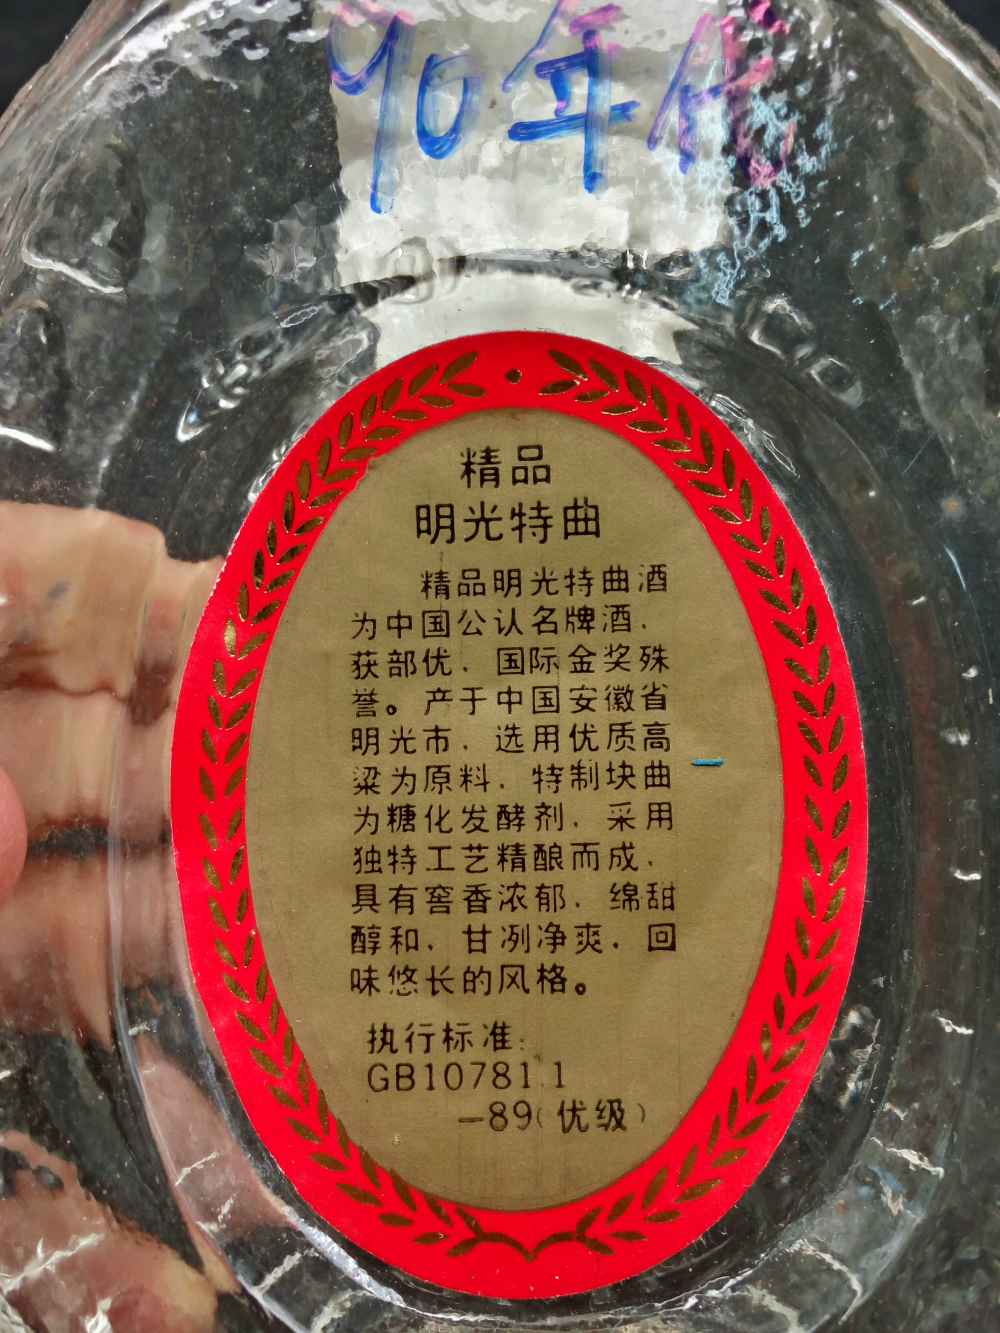 90年代
精品
明光特曲
精品明光特曲酒
为中国公认名牌酒.
获部优.国际金奖殊
誉。产于中国安徽省
明光市.选用优质高
粱为原料.特制块曲
为糖化发酵剂.采用
独特工艺精酿而成.
具有窖香浓郁.绵甜
醇和.甘冽净爽.回
味悠长的风格。
执行标准:
GB10781.1
-89(优级)